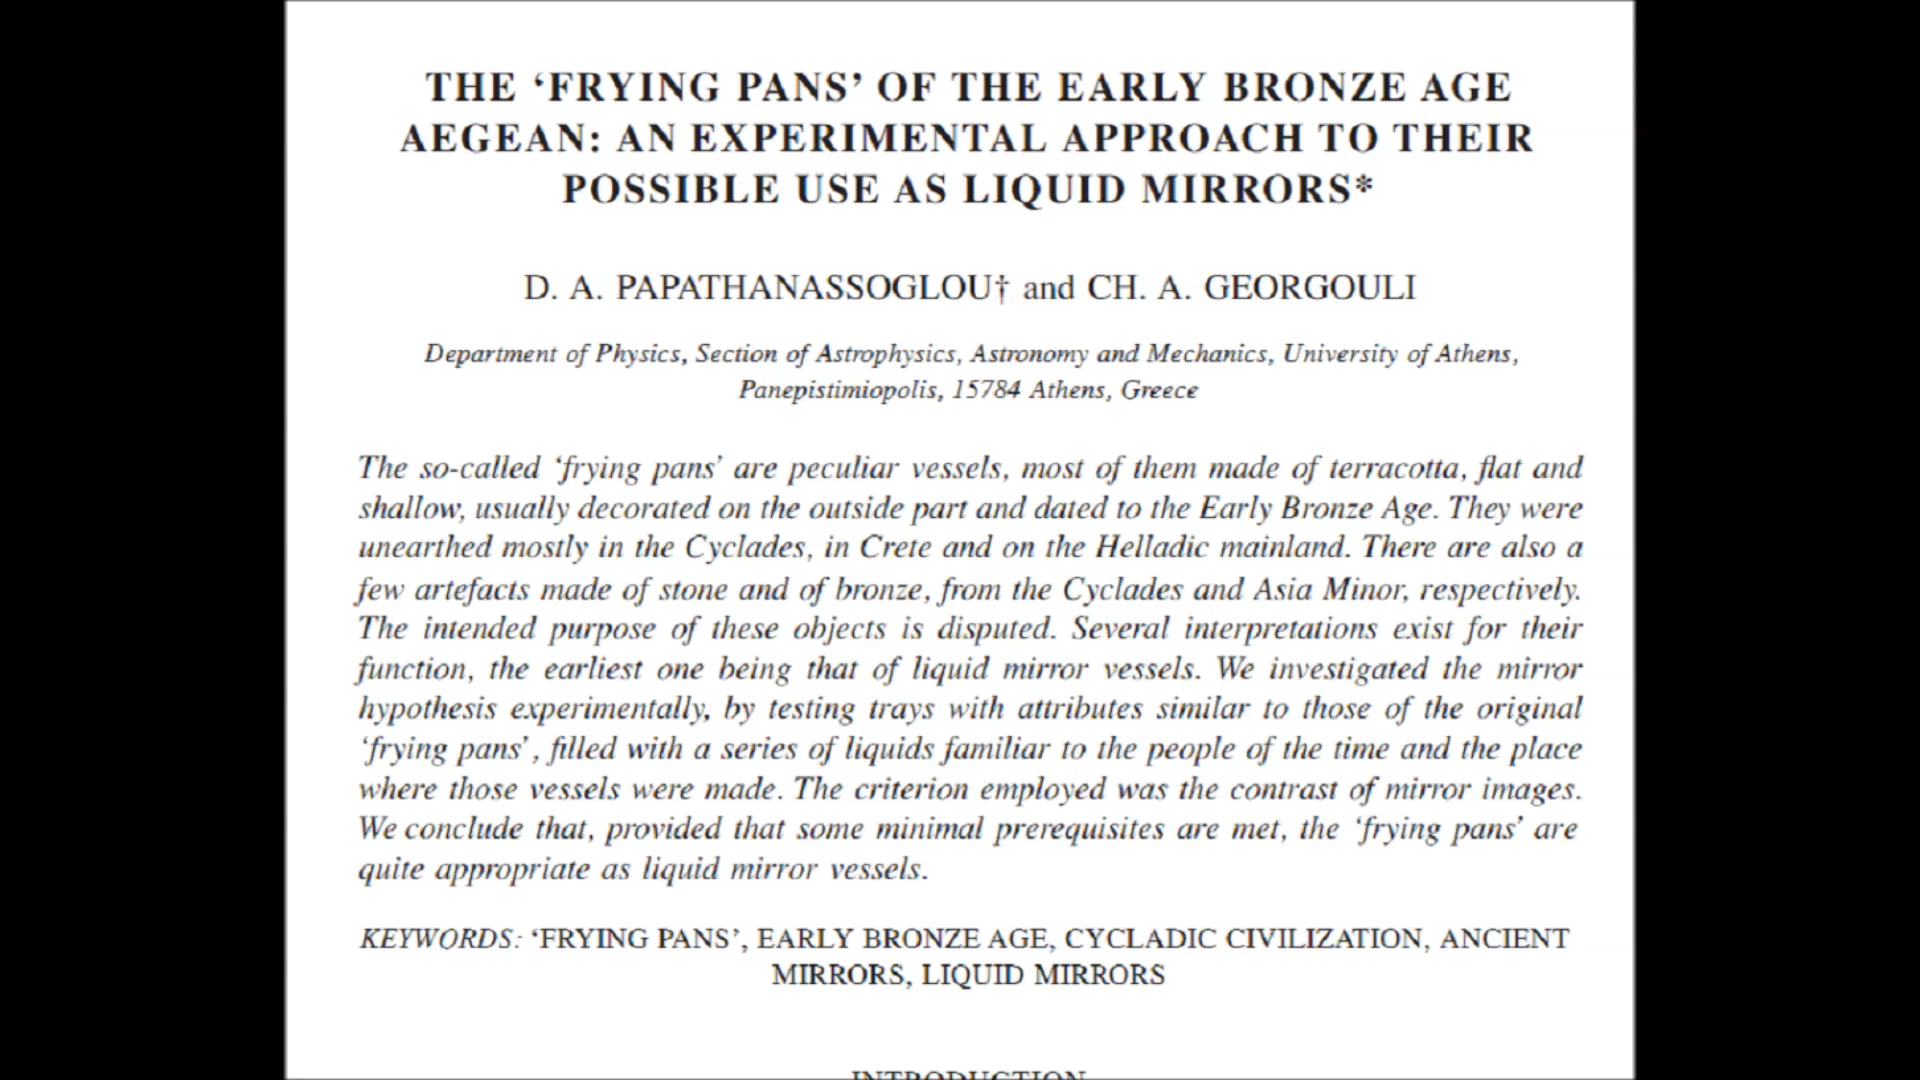 THE ‘FRYING PANS’ OF THE EARLY BRONZE AGE
AEGEAN: AN EXPERIMENTAL APPROACH TO THEIR
POSSIBLE USE AS LIQUID MIRRORS*
D. A. PAPATHANASSOGLOU† and CH. A. GEORGOULI
Department of Physics, Section of Astrophysics, Astronomy and Mechanics, University of Athens,
Panepistimiopolis, 15784 Athens, Greece
The so-called ‘frying pans’ are peculiar vessels, most of them made of terracotta, flat and
shallow, usually decorated on the outside part and dated to the Early Bronze Age. They were
unearthed mostly in the Cyclades, in Crete and on the Helladic mainland. There are also a
few artefacts made of stone and of bronze, from the Cyclades and Asia Minor, respectively.
The intended purpose of these objects is disputed. Several interpretations exist for their
function, the earliest one being that of liquid mirror vessels. We investigated the mirror
hypothesis experimentally, by testing trays with attributes similar to those of the original
‘frying pans’, filled with a series of liquids familiar to the people of the time and the place
where those vessels were made. The criterion employed was the contrast of mirror images.
We conclude that, provided that some minimal prerequisites are met, the ‘frying pans’ are
quite appropriate as liquid mirror vessels.
KEYWORDS: ‘FRYING PANS’, EARLY BRONZE AGE, CYCLADIC CIVILIZATION, ANCIENT
MIRRORS, LIQUID MIRRORS
INTRODUCTION